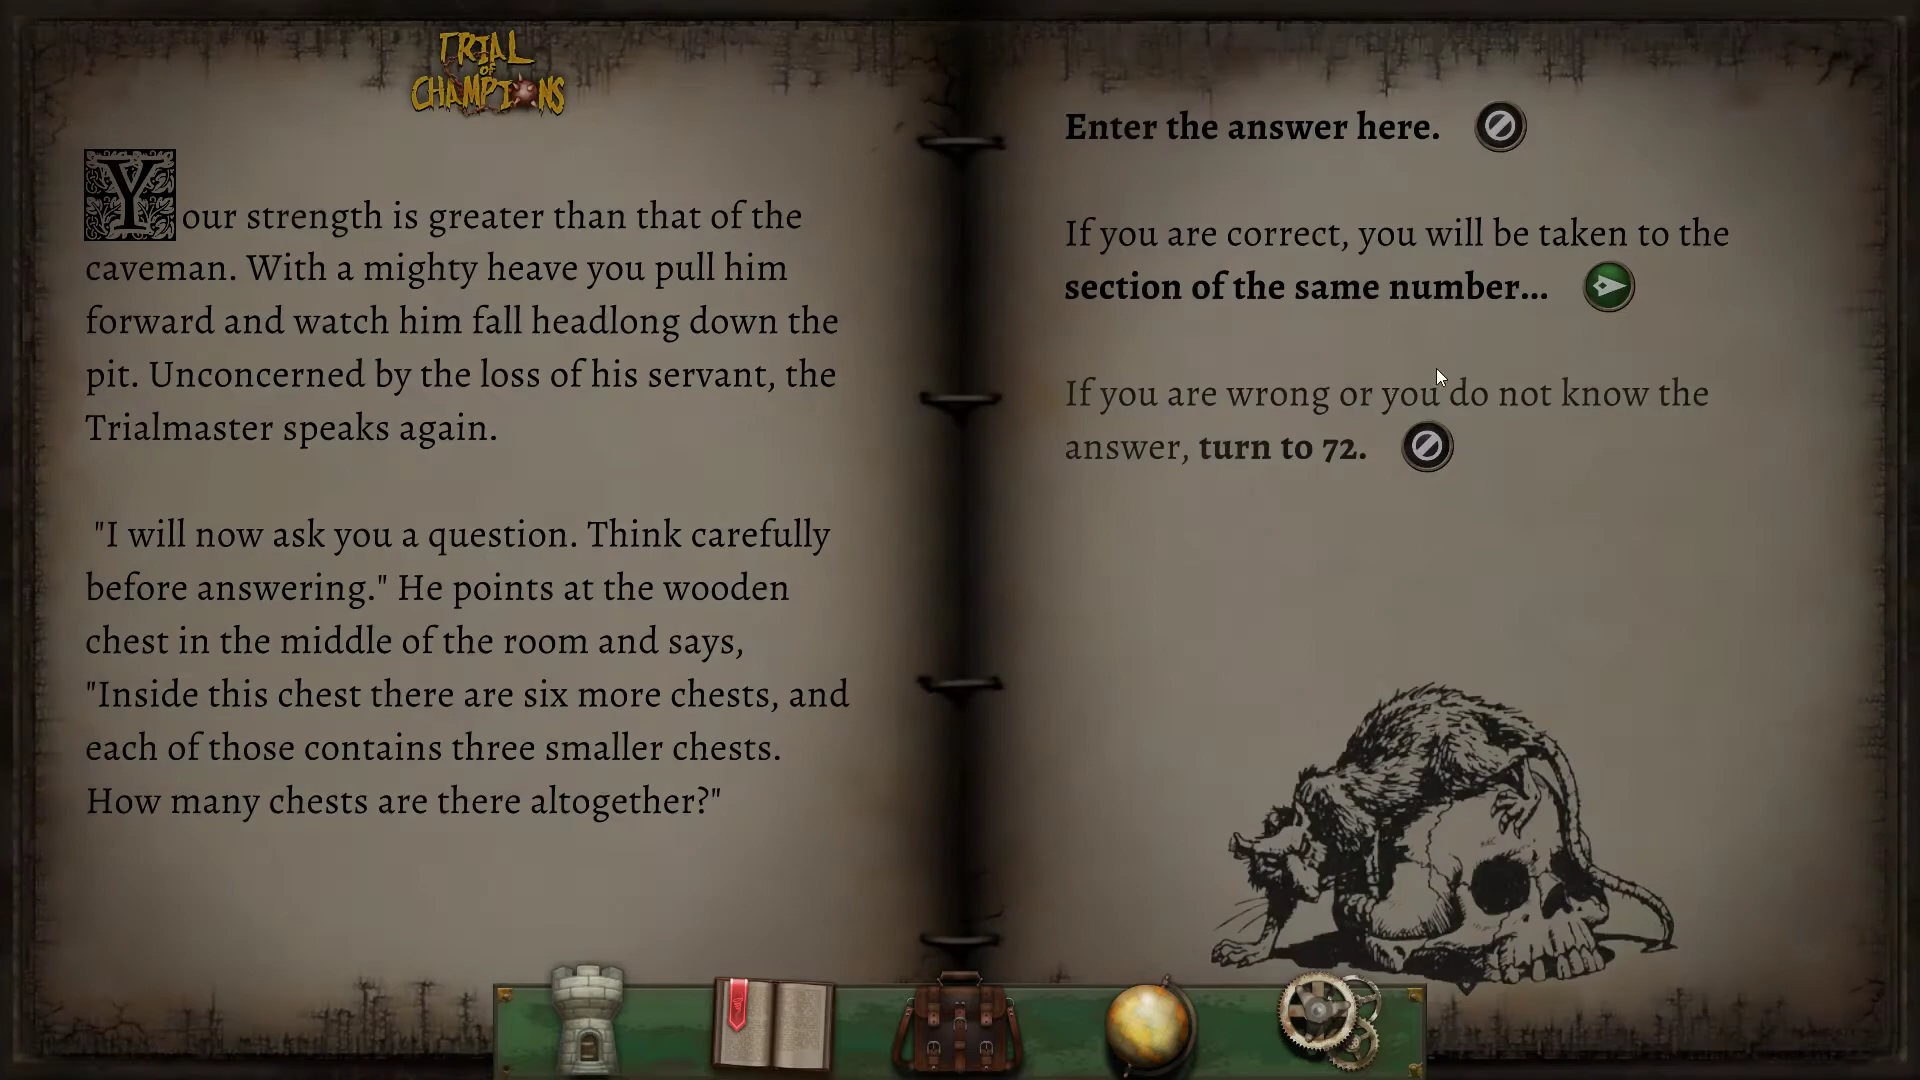 TRIAL
OF
CHAMPIONS
Your strength is greater than that of the
caveman. With a mighty heave you pull him
forward and watch him fall headlong down the
pit. Unconcerned by the loss of his servant, the
Trialmaster speaks again.
"I will now ask you a question. Think carefully
before answering." He points at the wooden
chest in the middle of the room and says,
"Inside this chest there are six more chests, and
each of those contains three smaller chests.
How many chests are there altogether?"
Enter the answer here.
If you are correct, you will be taken to the
section of the same number...
If you are wrong or you do not know the
answer, turn to 72.